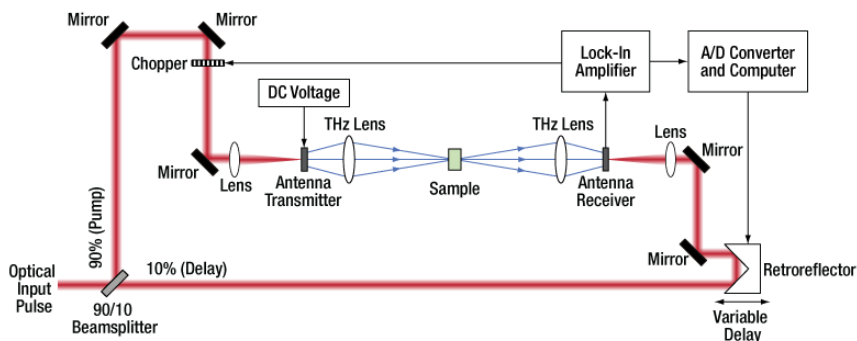 Mirror
Mirror
Chopper
Lock-In
Amplifier
A/D Converter
and Computer
DC Voltage
THz Lens
THz Lens
Lens
Mirror
Mirror
Lens
Antenna
Transmitter
Sample
Antenna
Receiver
90% (Pump)
10% (Delay)
Mirror
Optical
Input
Pulse
Retroreflector
90/10
Beamsplitter
Variable
Delay